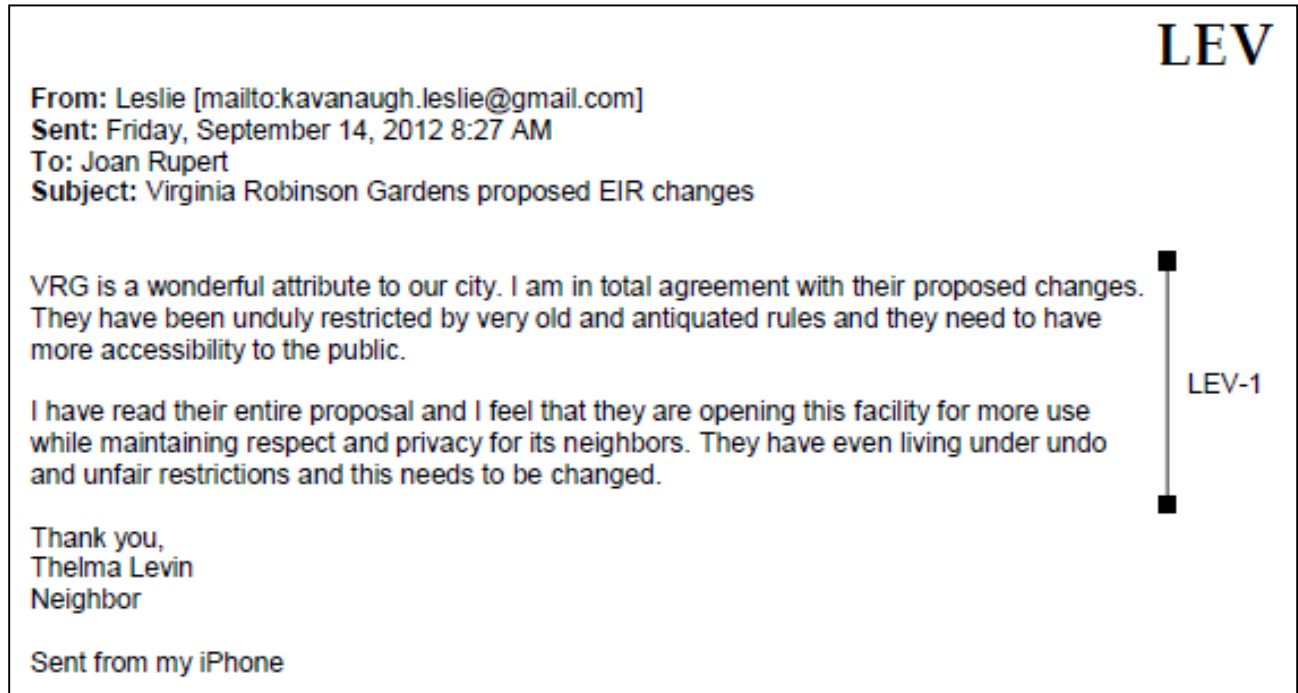 LEV
From: Leslie [mailto:kavanaugh.leslie@gmail.com]
Sent: Friday, September 14, 2012 8:27 AM
To: Joan Rupert
Subject: Virginia Robinson Gardens proposed EIR changes
VRG is a wonderful attribute to our city. I am in total agreement with their proposed changes.
They have been unduly restricted by very old and antiquated rules and they need to have
more accessibility to the public.
LEV-1
I have read their entire proposal and I feel that they are opening this facility for more use
while maintaining respect and privacy for its neighbors. They have even living under undo
and unfair restrictions and this needs to be changed.
Thank you,
Thelma Levin
Neighbor
Sent from my iPhone